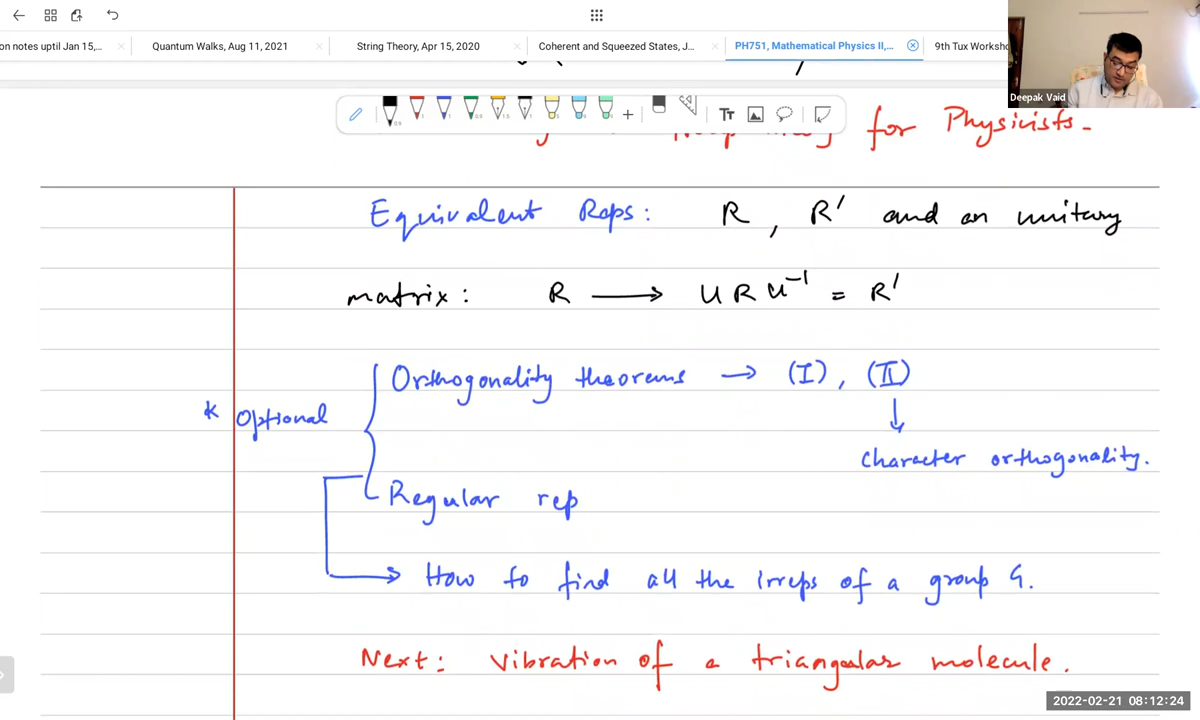 on notes uptil Jan 15,...
Quantum Walks, Aug 11, 2021
String Theory, Apr 15, 2020
Coherent and Squeezed States, J...
PH751, Mathematical Physics II,...
9th Tux Worksho
Deepak Vaid
for Physicists.
Equivalent Reps: R, R' and an unitary
matrix: R → U R U⁻¹ = R'
Orthogonality theorems → (I), (II)
* Optional
↓
Character orthogonality.
Regular rep
→ How to find all the irreps of a group G.
Next: Vibration of a triangular molecule.
2022-02-21 08:12:24